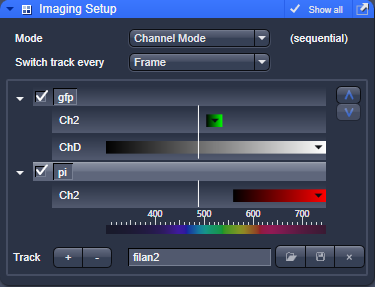 Imaging Setup Show all
Mode Channel Mode (sequential)
Switch track every Frame
gfp
Ch2
ChD
pi
Ch2
400 500 600 700
Track + - filan2 ×